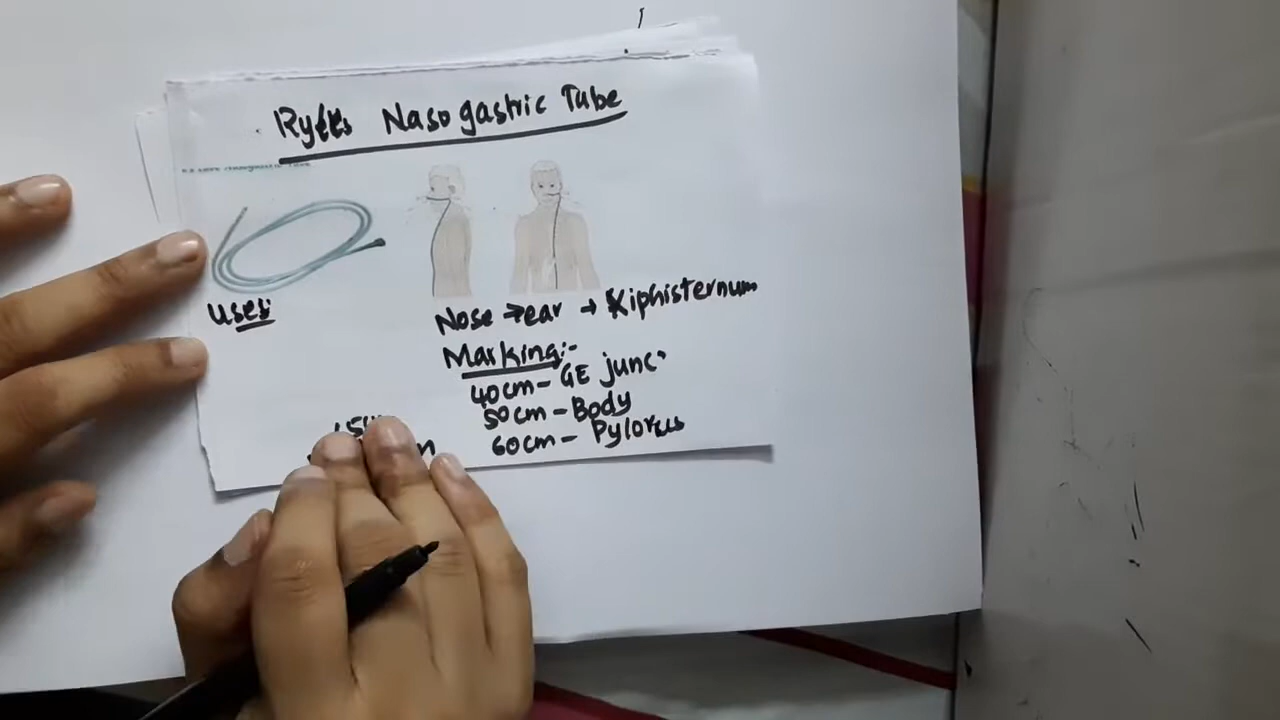 Ryles Nasogastric Tube
Uses:
Nose → ear → Xiphisternum
Marking:-
40cm - GE junc
50cm - Body
60cm - Pylorus